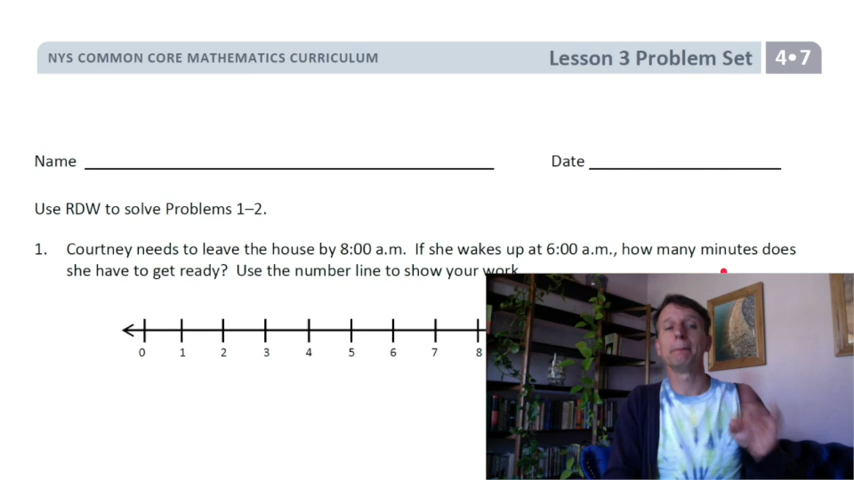 NYS COMMON CORE MATHEMATICS CURRICULUM
Lesson 3 Problem Set 4•7
Name
Date
Use RDW to solve Problems 1–2.
1. Courtney needs to leave the house by 8:00 a.m. If she wakes up at 6:00 a.m., how many minutes does
she have to get ready? Use the number line to show your work
0 1 2 3 4 5 6 7 8